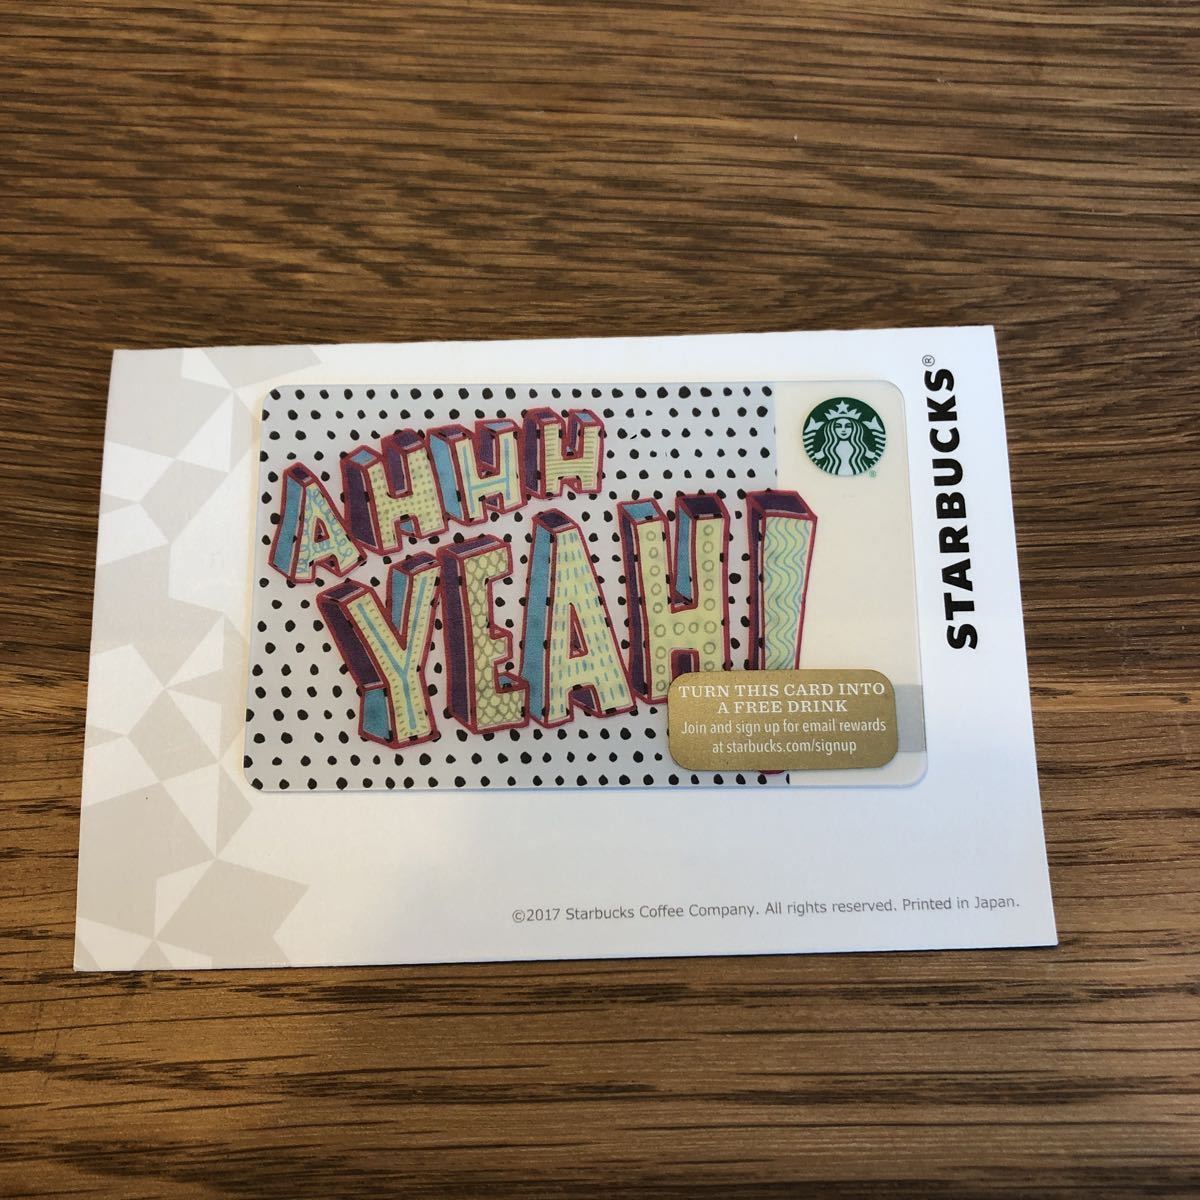 AHHH
YEAH!
TURN THIS CARD INTO
A FREE DRINK
Join and sign up for email rewards
at starbucks.com/signup
®
STARBUCKS®
©2017 Starbucks Coffee Company. All rights reserved. Printed in Japan.